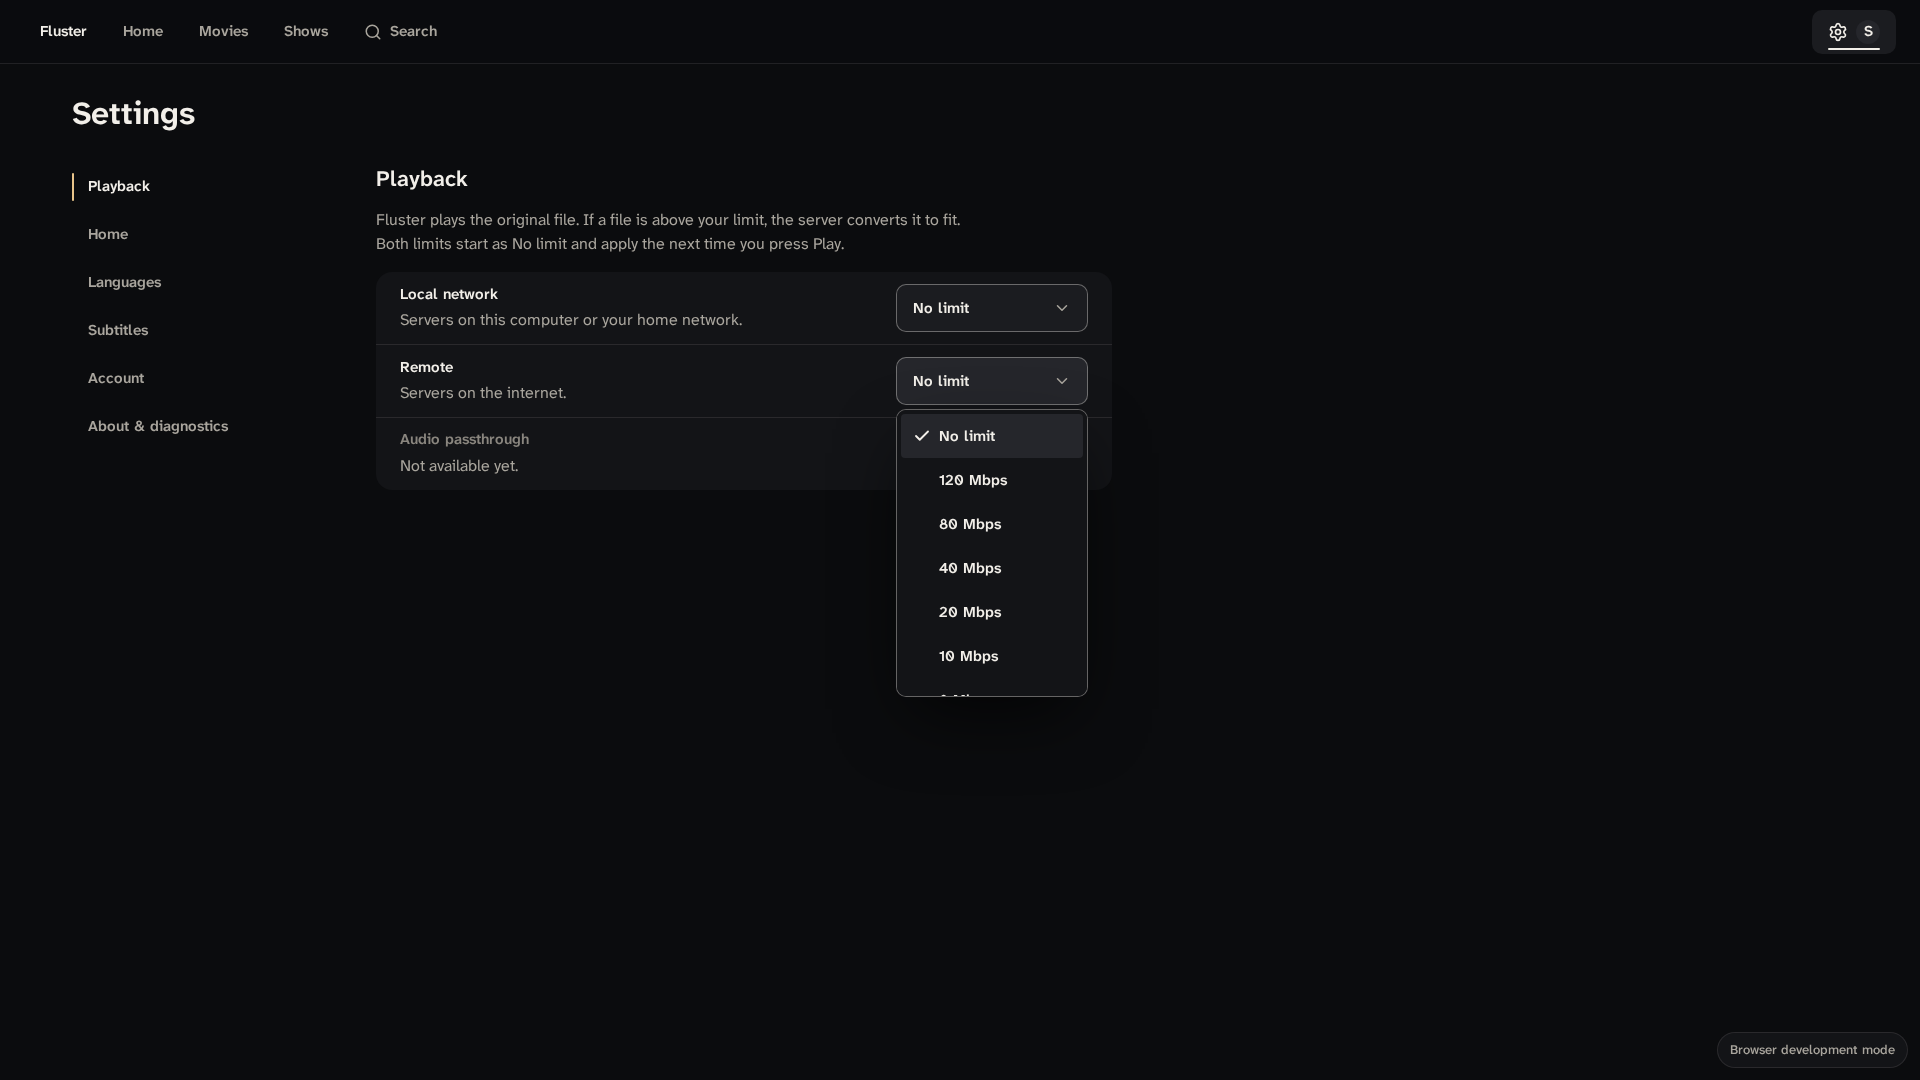 Fluster
Home
Movies
Shows
Search
S
Settings
Playback
Home
Languages
Subtitles
Account
About & diagnostics
Playback
Fluster plays the original file. If a file is above your limit, the server converts it to fit.
Both limits start as No limit and apply the next time you press Play.
Local network
Servers on this computer or your home network.
No limit
Remote
Servers on the internet.
No limit
Audio passthrough
Not available yet.
No limit
120 Mbps
80 Mbps
40 Mbps
20 Mbps
10 Mbps
Browser development mode